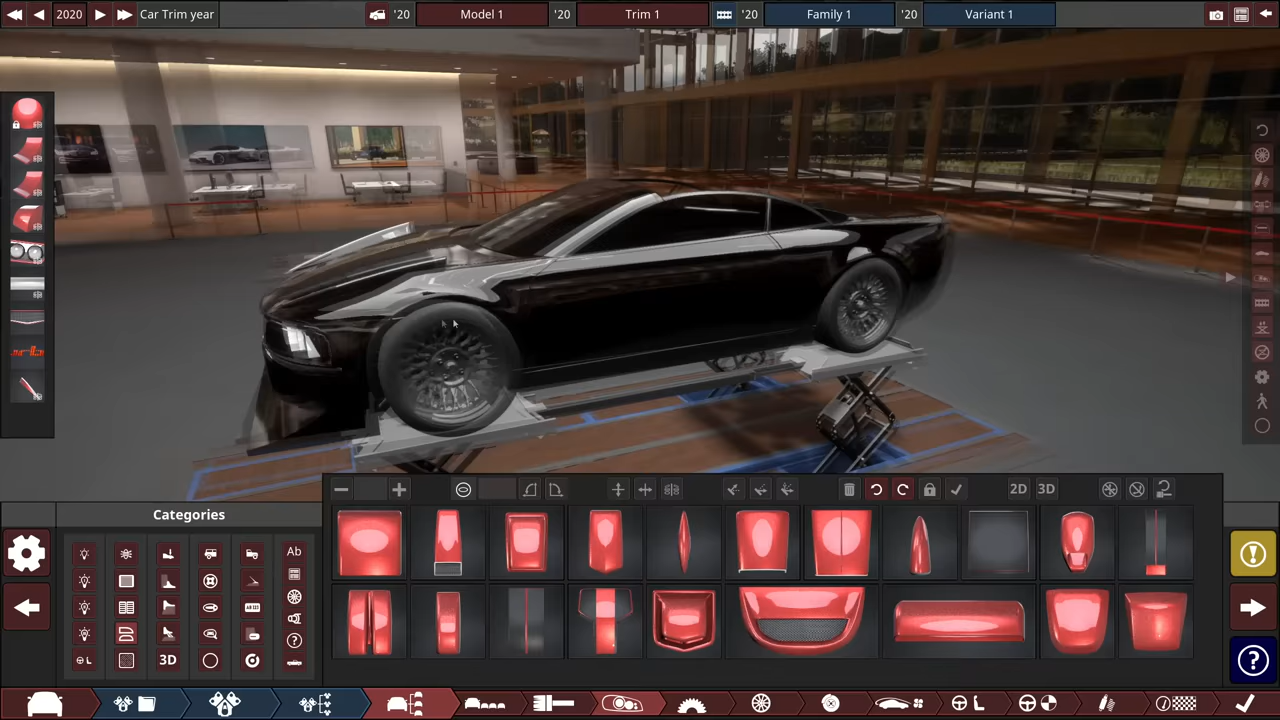 2020 Car Trim year '20 Model 1 '20 Trim 1 '20 Family 1 '20 Variant 1
2D 3D
Categories
Ab
3D
L